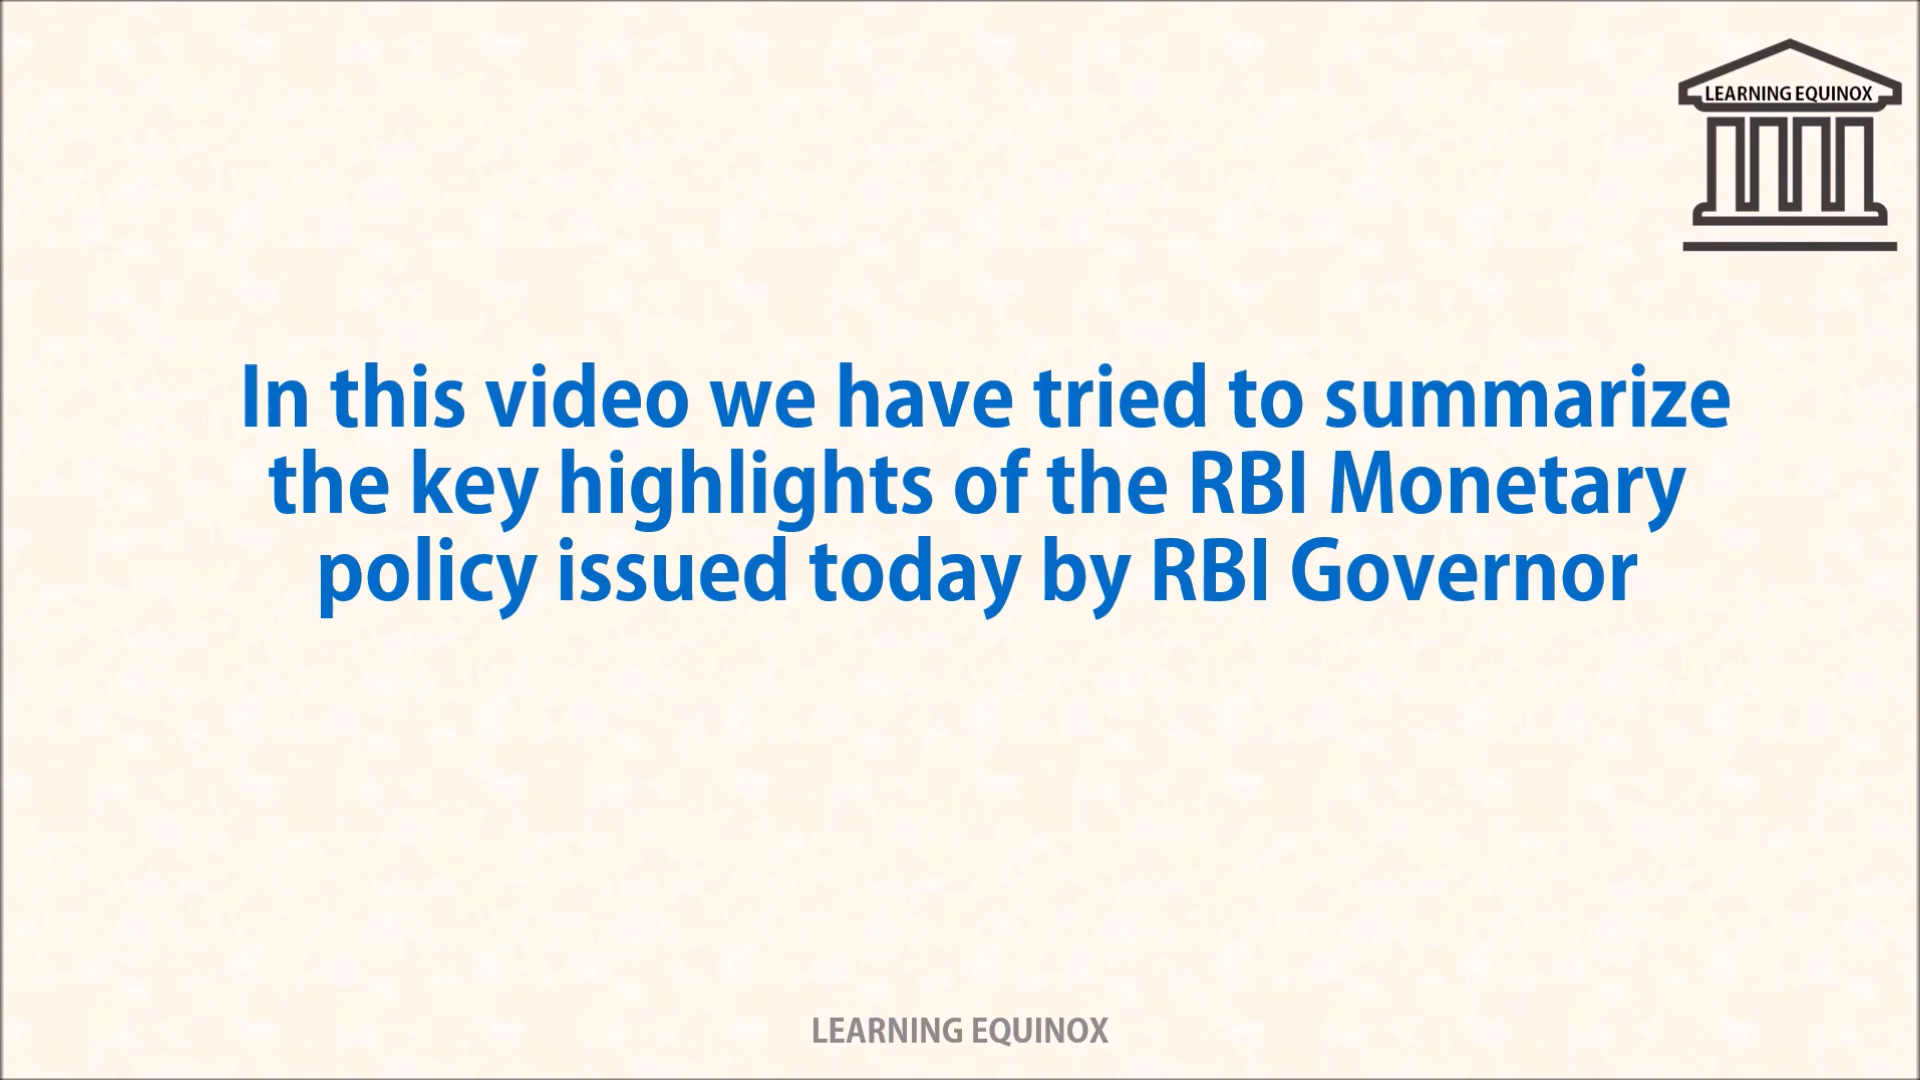 LEARNING EQUINOX
In this video we have tried to summarize
the key highlights of the RBI Monetary
policy issued today by RBI Governor
LEARNING EQUINOX